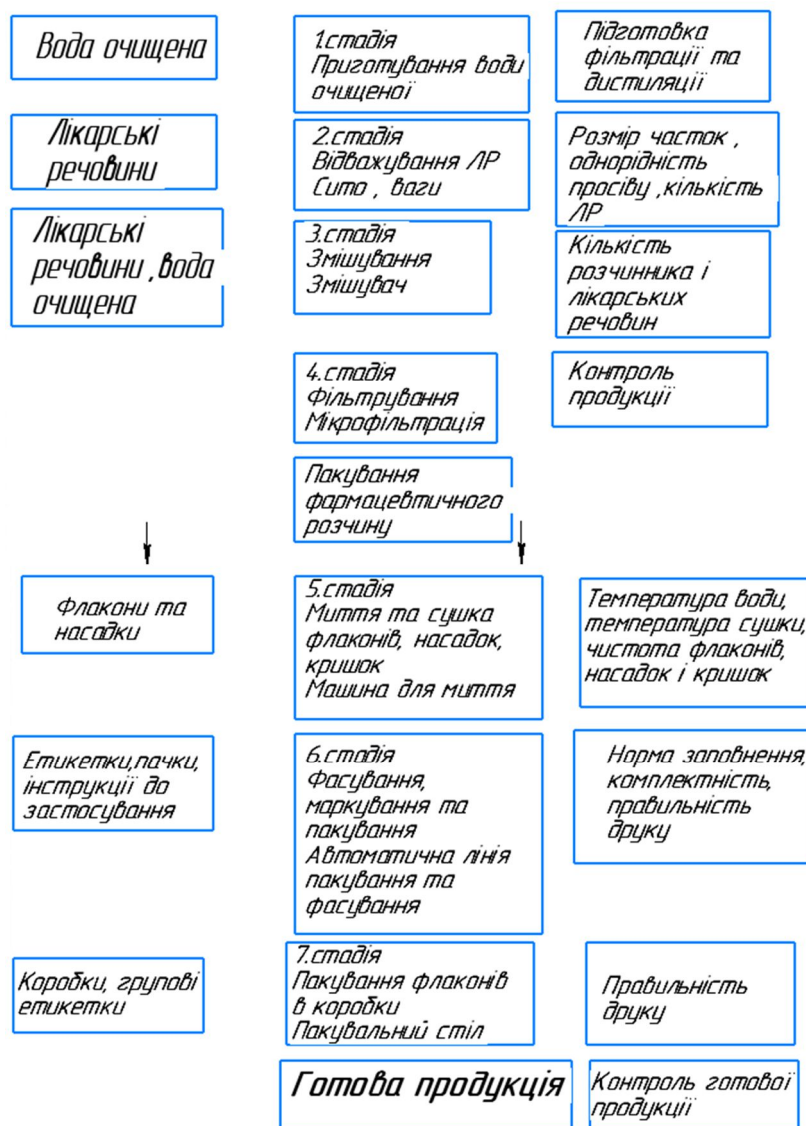 Вода очищена
1.стадія
Приготування води
очищеної
Підготовка
фільтрації та
дистиляції
Лікарські
речовини
2.стадія
Відважування ЛР
Сито , ваги
Розмір часток ,
однорідність
просіву ,кількість
ЛР
Лікарські
речовини ,вода
очищена
3.стадія
Змішування
Змішувач
Кількість
розчинника і
лікарських
речовин
4.стадія
Фільтрування
Мікрофільтрація
Контроль
продукції
Пакування
фармацевтичного
розчину
Флакони та
насадки
5.стадія
Миття та сушка
флаконів, насадок,
кришок
Машина для миття
Температура води,
температура сушки,
чистота флаконів,
насадок і кришок
Етикетки,пачки,
інструкції до
застосування
6.стадія
Фасування,
маркування та
пакування
Автоматична лінія
пакування та
фасування
Норма заповнення,
комплектність,
правильність
друку
Коробки, групові
етикетки
7.стадія
Пакування флаконів
в коробки
Пакувальний стіл
Правильність
друку
Готова продукція
Контроль готової
продукції